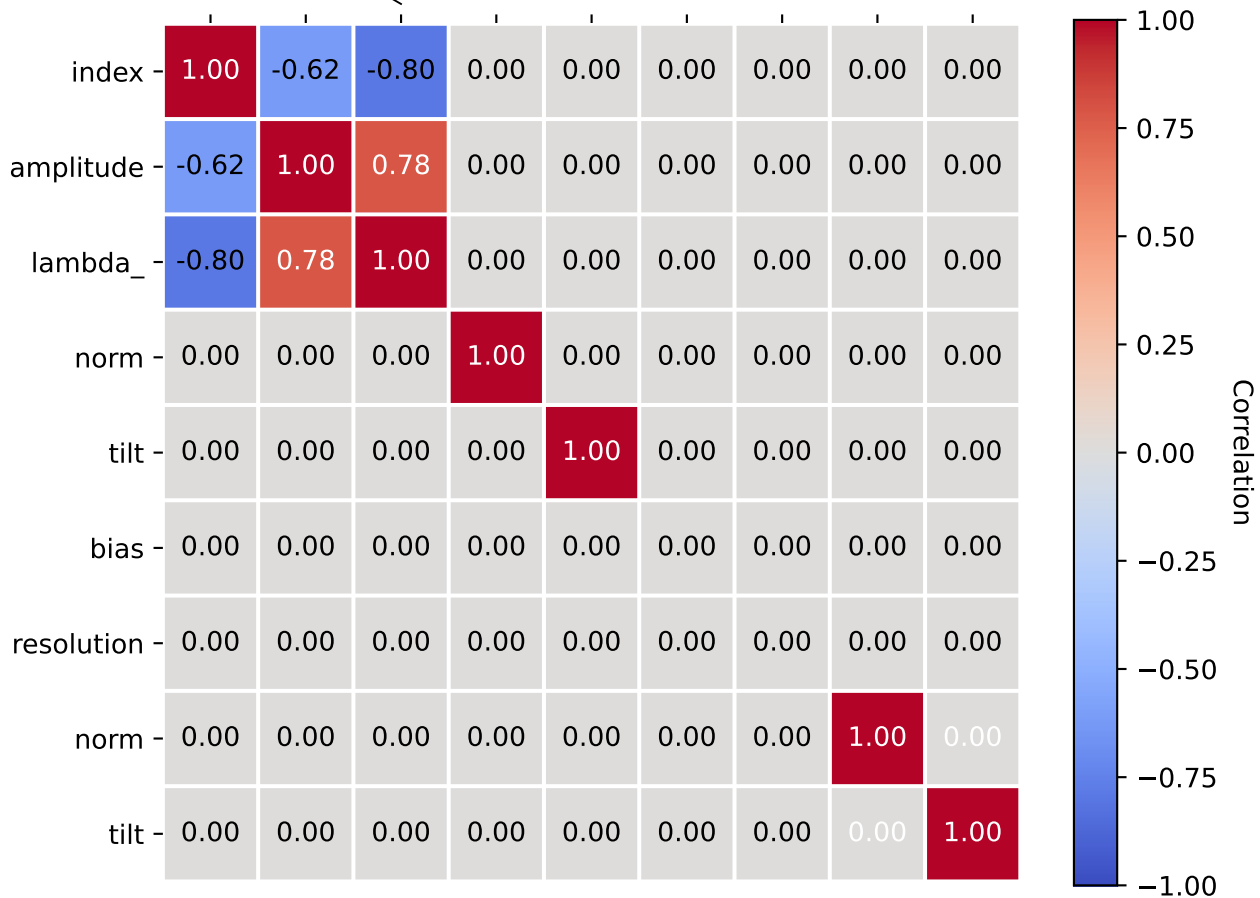 index 1.00 -0.62 -0.80 0.00 0.00 0.00 0.00 0.00 0.00
amplitude -0.62 1.00 0.78 0.00 0.00 0.00 0.00 0.00 0.00
lambda_ -0.80 0.78 1.00 0.00 0.00 0.00 0.00 0.00 0.00
norm 0.00 0.00 0.00 1.00 0.00 0.00 0.00 0.00 0.00
tilt 0.00 0.00 0.00 0.00 1.00 0.00 0.00 0.00 0.00
bias 0.00 0.00 0.00 0.00 0.00 0.00 0.00 0.00 0.00
resolution 0.00 0.00 0.00 0.00 0.00 0.00 0.00 0.00 0.00
norm 0.00 0.00 0.00 0.00 0.00 0.00 0.00 1.00 0.00
tilt 0.00 0.00 0.00 0.00 0.00 0.00 0.00 0.00 1.00
1.00
0.75
0.50
0.25
0.00
−0.25
−0.50
−0.75
−1.00
Correlation